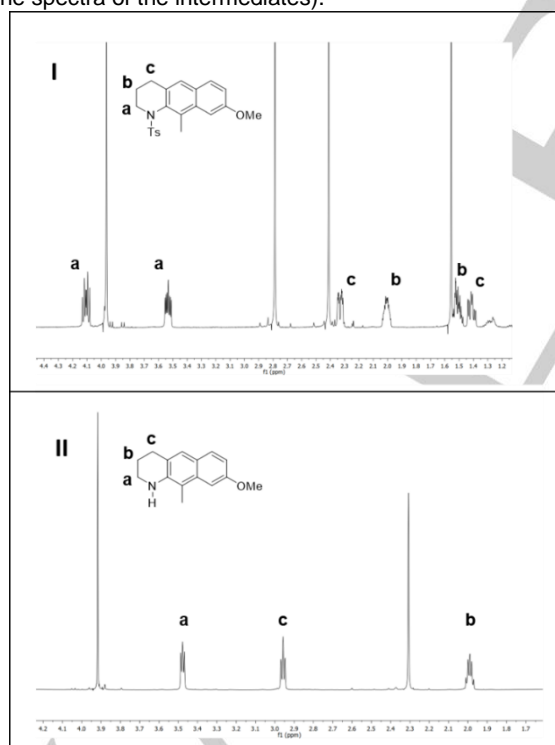 he spectra of the intermediates).
I
c
b
a
N
Ts
OMe
a
a
c
b
b
c
4.4 4.3 4.2 4.1 4.0 3.9 3.8 3.7 3.6 3.5 3.4 3.3 3.2 3.1 3.0 2.9 2.8 2.7 2.6 2.5 2.4 2.3 2.2 2.1 2.0 1.9 1.8 1.7 1.6 1.5 1.4 1.3 1.2
f1 (ppm)
II
c
b
a
N
H
OMe
a
c
b
4.2 4.1 4.0 3.9 3.8 3.7 3.6 3.5 3.4 3.3 3.2 3.1 3.0 2.9 2.8 2.7 2.6 2.5 2.4 2.3 2.2 2.1 2.0 1.9 1.8 1.7
f1 (ppm)